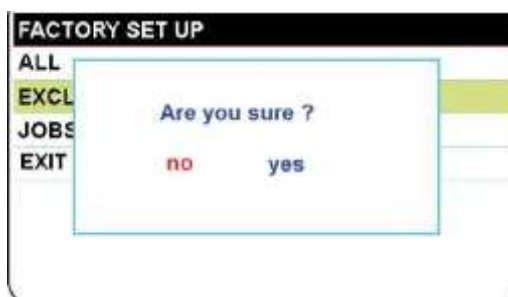 FACTORY SET UP
ALL
EXCL
JOBS
EXIT
Are you sure ?
no yes